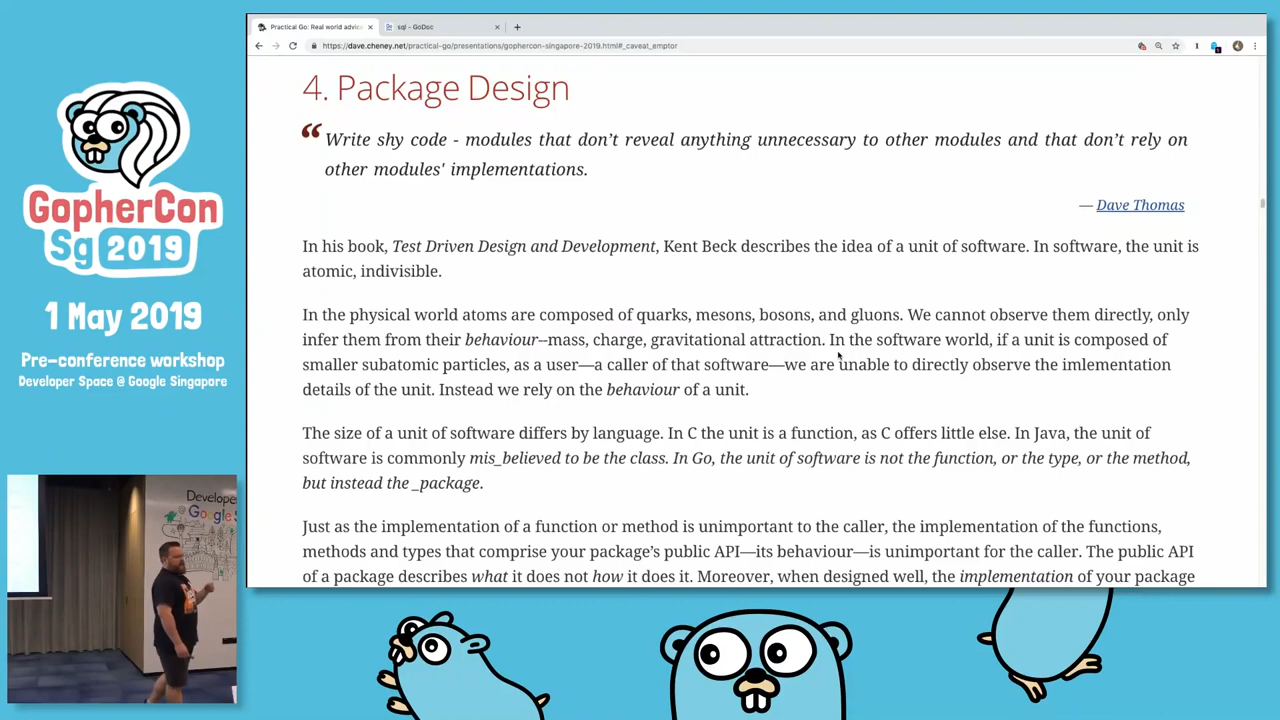 Practical Go: Real world advic
sql - GoDoc
https://dave.cheney.net/practical-go/presentations/gophercon-singapore-2019.html#_caveat_emptor
4. Package Design
“ Write shy code - modules that don’t reveal anything unnecessary to other modules and that don’t rely on
other modules' implementations.
— Dave Thomas
In his book, Test Driven Design and Development, Kent Beck describes the idea of a unit of software. In software, the unit is
atomic, indivisible.
In the physical world atoms are composed of quarks, mesons, bosons, and gluons. We cannot observe them directly, only
infer them from their behaviour--mass, charge, gravitational attraction. In the software world, if a unit is composed of
smaller subatomic particles, as a user—a caller of that software—we are unable to directly observe the imlementation
details of the unit. Instead we rely on the behaviour of a unit.
The size of a unit of software differs by language. In C the unit is a function, as C offers little else. In Java, the unit of
software is commonly mis_believed to be the class. In Go, the unit of software is not the function, or the type, or the method,
but instead the _package.
Just as the implementation of a function or method is unimportant to the caller, the implementation of the functions,
methods and types that comprise your package’s public API—its behaviour—is unimportant for the caller. The public API
of a package describes what it does not how it does it. Moreover, when designed well, the implementation of your package
GopherCon
Sg 2019
1 May 2019
Pre-conference workshop
Developer Space @ Google Singapore
Develope
@Google S